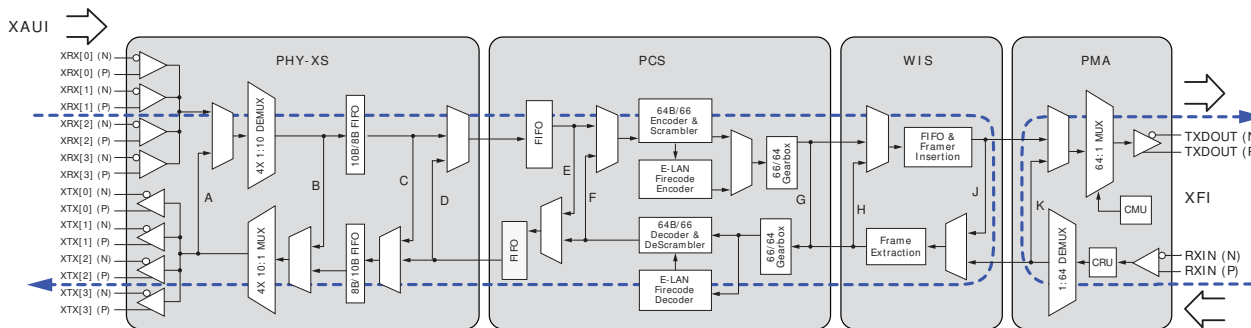 XAUI
PHY-XS
PCS
WIS
PMA
XRX[0] (N)
XRX[0] (P)
XRX[1] (N)
XRX[1] (P)
XRX[2] (N)
XRX[2] (P)
XRX[3] (N)
XRX[3] (P)
XTX[0] (N)
XTX[0] (P)
XTX[1] (N)
XTX[1] (P)
XTX[2] (N)
XTX[2] (P)
XTX[3] (N)
XTX[3] (P)
A
4X 1:10 DEMUX
4X 10:1 MUX
B
10B/8B FIFO
8B/10B FIFO
C
D
FIFO
FIFO
E
F
64B/66
Encoder &
Scrambler
E-LAN
Firecode
Encoder
64B/66
Decoder &
DeScrambler
E-LAN
Firecode
Decoder
66/64
Gearbox
66/64
Gearbox
G
H
FIFO &
Framer
Insertion
Frame
Extraction
J
K
64:1 MUX
1:64 DEMUX
CMU
CRU
TXDOUT (N
TXDOUT (P
XFI
RXIN (N)
RXIN (P)